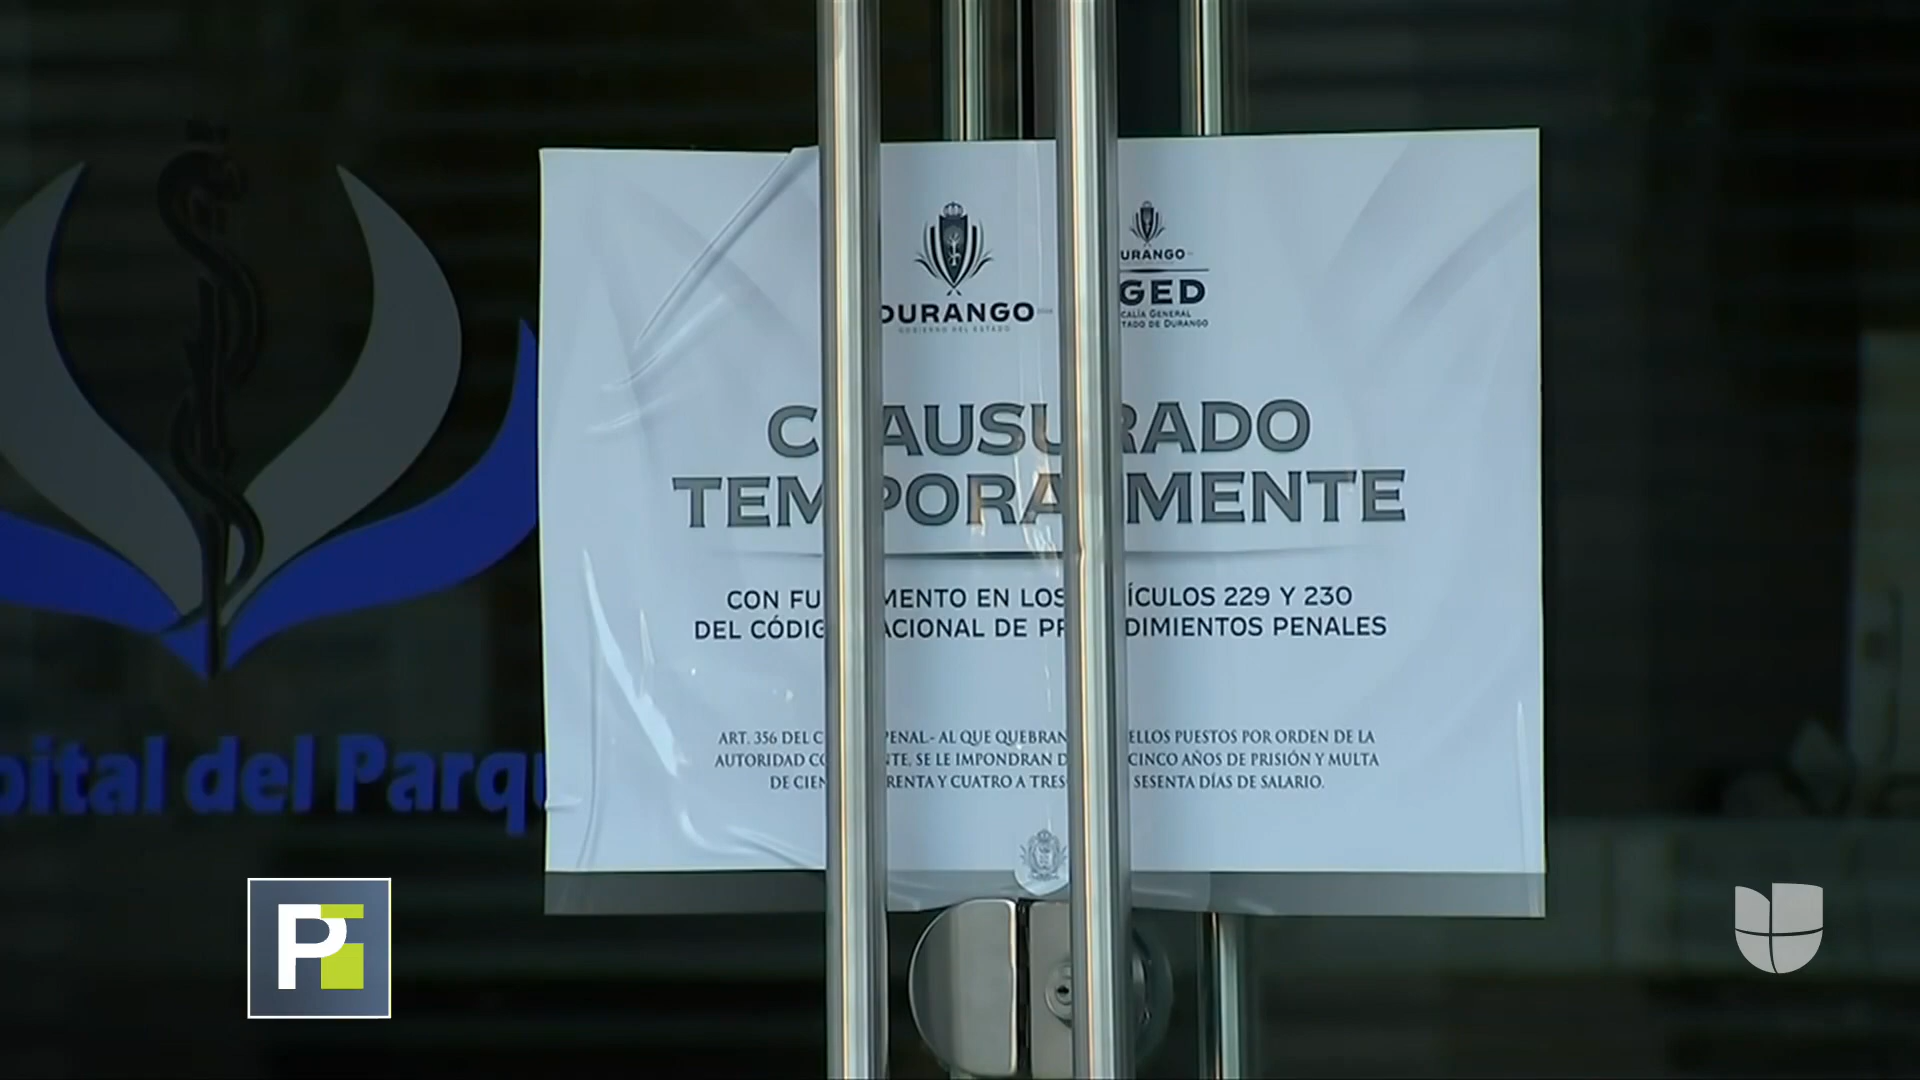 DURANGO
GOBIERNO DEL ESTADO
URANGO
GED
CALÍA GENERAL
TADO DE DURANGO
C AUSURADO
TEMPORA MENTE
CON FU MENTO EN LOS ÍCULOS 229 Y 230
DEL CÓDIG ACIONAL DE PR DIMIENTOS PENALES
ART. 356 DEL C PENAL.- AL QUE QUEBRAN ELLOS PUESTOS POR ORDEN DE LA
AUTORIDAD CO NTE, SE LE IMPONDRAN D CINCO AÑOS DE PRISIÓN Y MULTA
DE CIEN RENTA Y CUATRO A TRES SESENTA DÍAS DE SALARIO.
pital del Parqu
PE